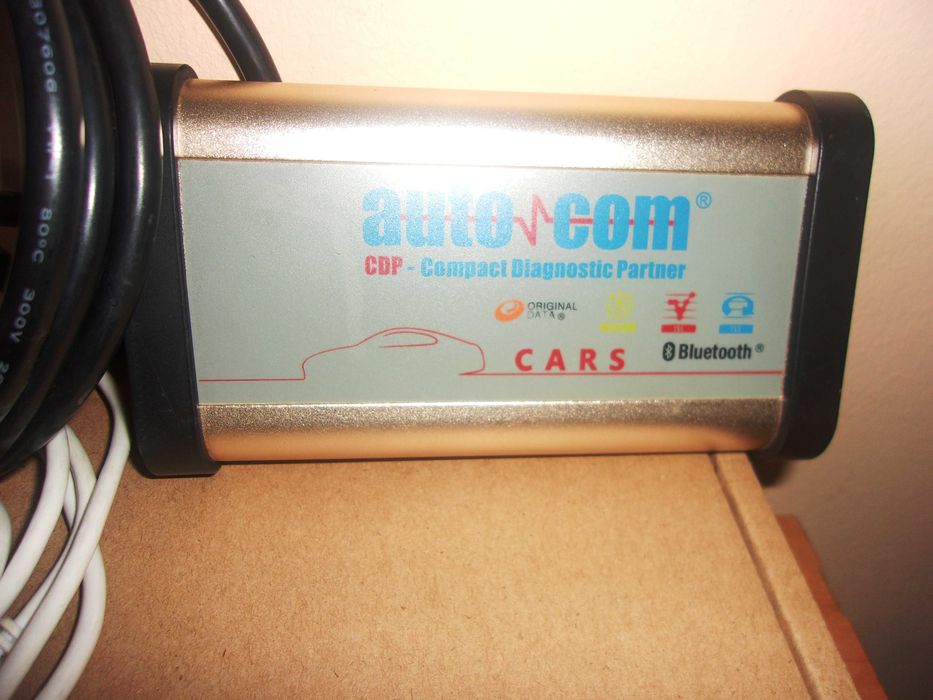 auto com®
CDP - Compact Diagnostic Partner
ORIGINAL
DATA®
CARS
Bluetooth®
80°C 300V